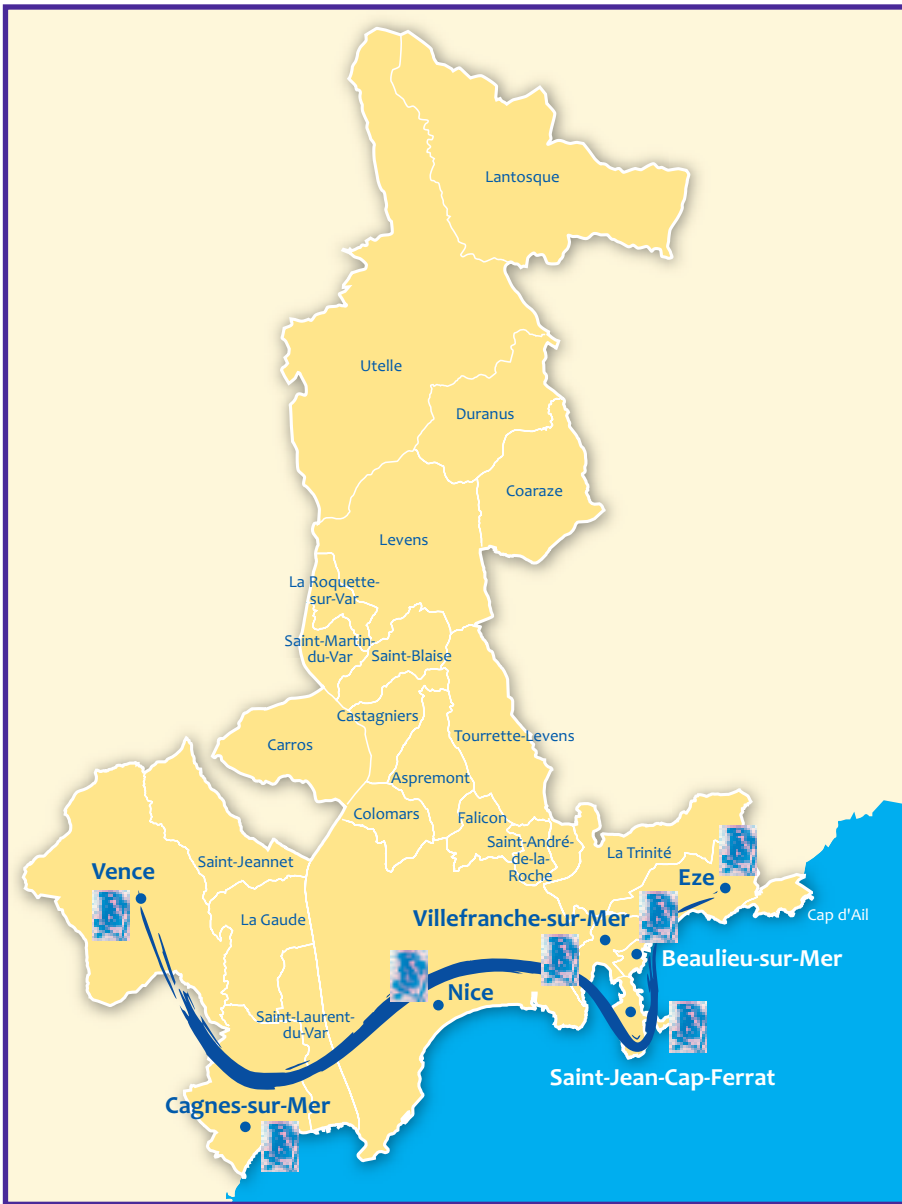 Lantosque
Utelle
Duranus
Coaraze
Levens
La Roquette-
sur-Var
Saint-Martin-
du-Var
Saint-Blaise
Castagniers
Tourrette-Levens
Carros
Aspremont
Colomars
Falicon
Saint-André-
de-la-
Roche
La Trinité
Saint-Jeannet
Vence
Eze
La Gaude
Villefranche-sur-Mer
Cap d'Ail
Beaulieu-sur-Mer
Nice
Saint-Laurent-
du-Var
Saint-Jean-Cap-Ferrat
Cagnes-sur-Mer